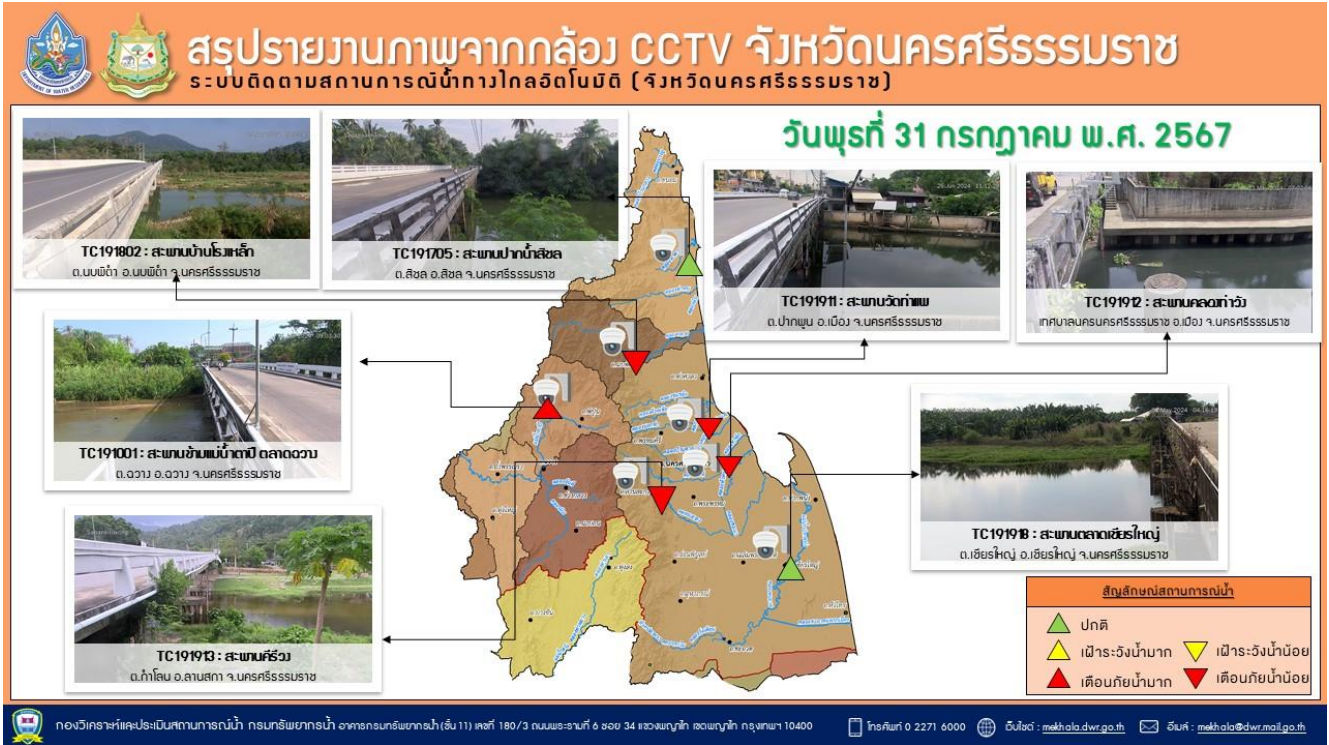 สรุปรายงานภาพจากกล้อง CCTV จังหวัดนครศรีธรรมราช
ระบบติดตามสถานการณ์น้ำทางไกลอัตโนมัติ (จังหวัดนครศรีธรรมราช)
วันพุธที่ 31 กรกฎาคม พ.ศ. 2567
TC191802 : สะพานบ้านโรงเหล็ก
ต.นบพิตำ อ.นบพิตำ จ.นครศรีธรรมราช
TC191705 : สะพานปากน้ำสิชล
ต.สิชล อ.สิชล จ.นครศรีธรรมราช
TC191911 : สะพานวัดท่าแพ
ต.ปากพูน อ.เมือง จ.นครศรีธรรมราช
TC191912 : สะพานคลองท่าวัง
เทศบาลนครนครศรีธรรมราช อ.เมือง จ.นครศรีธรรมราช
TC191001 : สะพานข้ามแม่น้ำตาปี ตลาดฉวาง
ต.ฉวาง อ.ฉวาง จ.นครศรีธรรมราช
TC191918 : สะพานตลาดเชียรใหญ่
ต.เชียรใหญ่ อ.เชียรใหญ่ จ.นครศรีธรรมราช
TC191913 : สะพานคีรีวง
ต.กำโลน อ.ลานสกา จ.นครศรีธรรมราช
สัญลักษณ์สถานการณ์น้ำ
ปกติ
เฝ้าระวังน้ำมาก เฝ้าระวังน้ำน้อย
เตือนภัยน้ำมาก เตือนภัยน้ำน้อย
กองวิเคราะห์และประเมินสถานการณ์น้ำ กรมทรัพยากรน้ำ อาคารกรมทรัพยากรน้ำ (ชั้น 11) เลขที่ 180/3 ถนนพระรามที่ 6 ซอย 34 แขวงพญาไท เขตพญาไท กรุงเทพฯ 10400 โทรศัพท์ 0 2271 6000 เว็บไซต์ : mekhala.dwr.go.th อีเมล์ : mekhala@dwr.mail.go.th